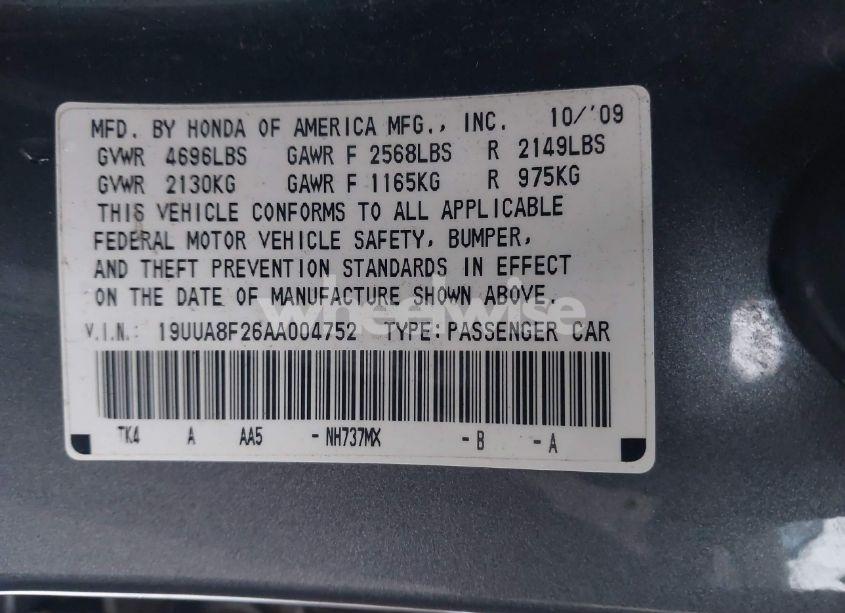 MFD. BY HONDA OF AMERICA MFG., INC. 10/'09
GVWR 4696LBS GAWR F 2568LBS R 2149LBS
GVWR 2130KG GAWR F 1165KG R 975KG
THIS VEHICLE CONFORMS TO ALL APPLICABLE
FEDERAL MOTOR VEHICLE SAFETY, BUMPER,
AND THEFT PREVENTION STANDARDS IN EFFECT
ON THE DATE OF MANUFACTURE SHOWN ABOVE.
wheelwise
V.I.N.: 19UUA8F26AA004752 TYPE: PASSENGER CAR
TK4 A AA5 -NH737MX -B -A